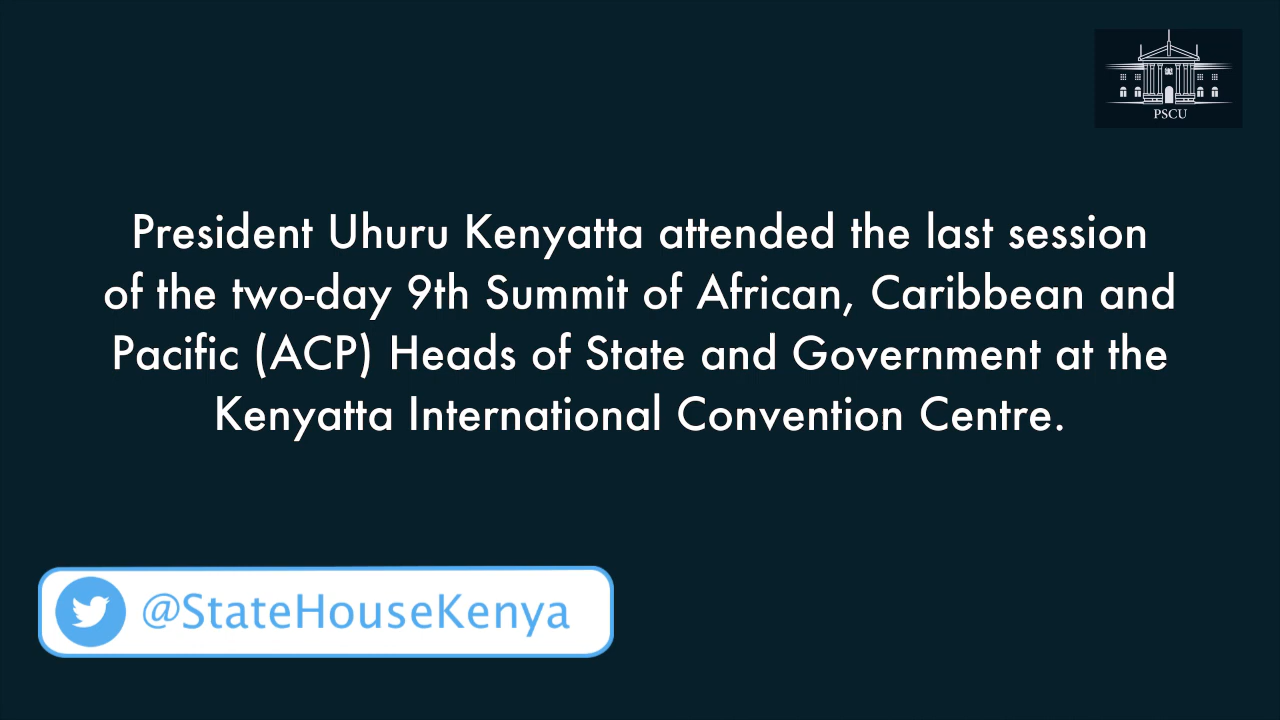 PSCU
President Uhuru Kenyatta attended the last session
of the two-day 9th Summit of African, Caribbean and
Pacific (ACP) Heads of State and Government at the
Kenyatta International Convention Centre.
@StateHouseKenya